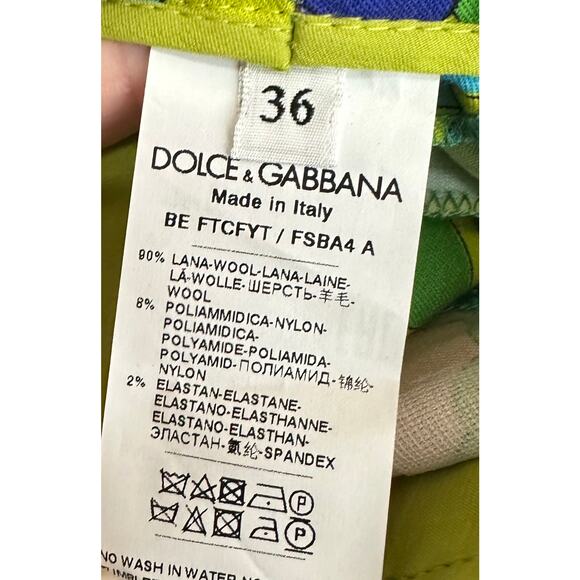 36
DOLCE & GABBANA
Made in Italy
BE FTCFYT / FSBA4 A
90% LANA-WOOL-LANA-LAINE-
LÃ-WOLLE-ШЕРСТЬ-羊毛-
WOOL
8% POLIAMMIDICA-NYLON-
POLIAMIDICA-
POLYAMIDE-POLIAMIDA-
POLYAMID-ПОЛИАМИД-锦纶-
NYLON
2% ELASTAN-ELASTANE-
ELASTANO-ELASTHANNE-
ELASTANO-ELASTHAN-
ЭЛАСТАН-氨纶-SPANDEX
P
NO WASH IN WATER